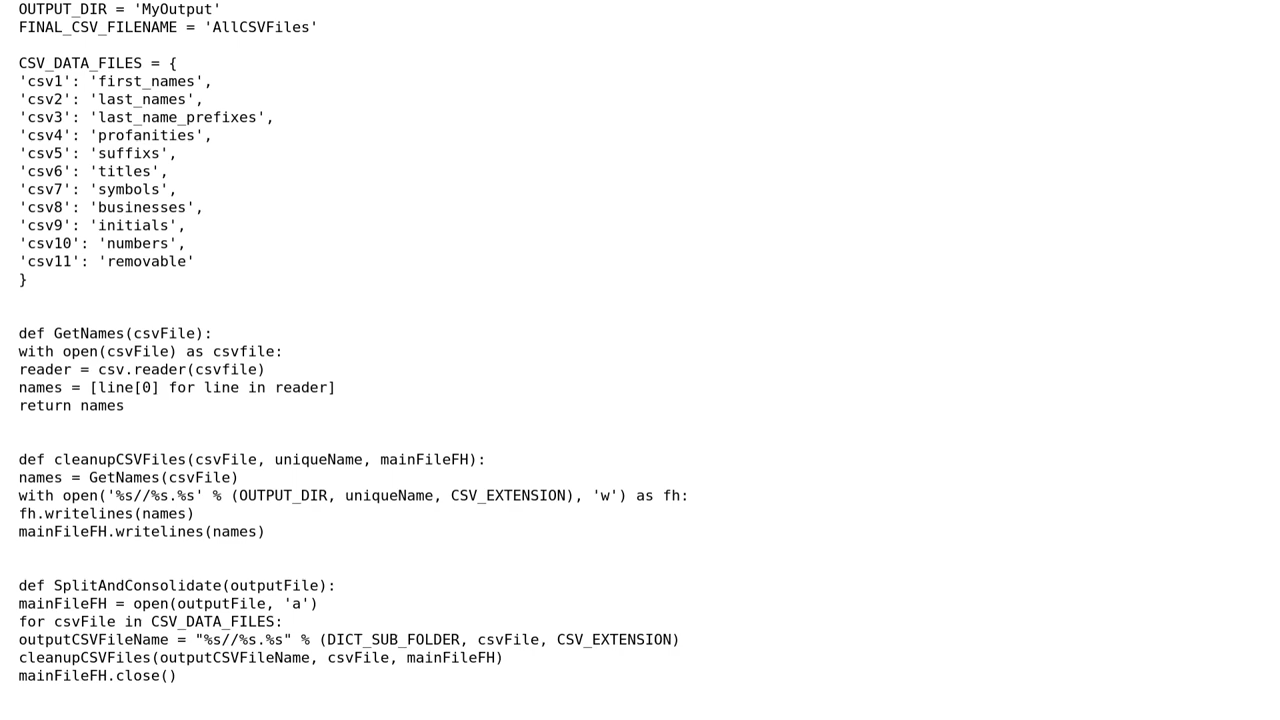 OUTPUT_DIR = 'MyOutput'
FINAL_CSV_FILENAME = 'AllCSVFiles'
CSV_DATA_FILES = {
'csv1': 'first_names',
'csv2': 'last_names',
'csv3': 'last_name_prefixes',
'csv4': 'profanities',
'csv5': 'suffixs',
'csv6': 'titles',
'csv7': 'symbols',
'csv8': 'businesses',
'csv9': 'initials',
'csv10': 'numbers',
'csv11': 'removable'
}
def GetNames(csvFile):
with open(csvFile) as csvfile:
reader = csv.reader(csvfile)
names = [line[0] for line in reader]
return names
def cleanupCSVFiles(csvFile, uniqueName, mainFileFH):
names = GetNames(csvFile)
with open('%s//%s.%s' % (OUTPUT_DIR, uniqueName, CSV_EXTENSION), 'w') as fh:
fh.writelines(names)
mainFileFH.writelines(names)
def SplitAndConsolidate(outputFile):
mainFileFH = open(outputFile, 'a')
for csvFile in CSV_DATA_FILES:
outputCSVFileName = "%s//%s.%s" % (DICT_SUB_FOLDER, csvFile, CSV_EXTENSION)
cleanupCSVFiles(outputCSVFileName, csvFile, mainFileFH)
mainFileFH.close()